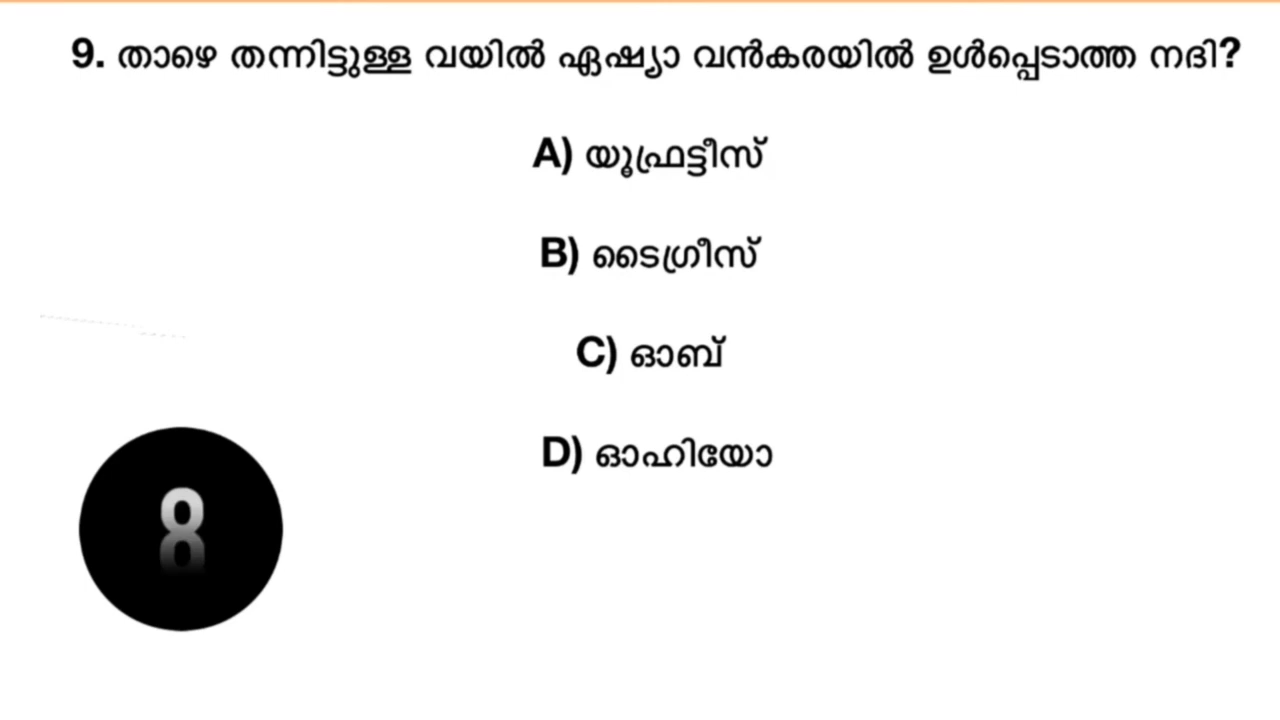 9. താഴെ തന്നിട്ടുള്ള വയിൽ ഏഷ്യാ വൻകരയിൽ ഉൾപ്പെടാത്ത നദി?
A) യൂഫ്രട്ടീസ്
B) ടൈഗ്രീസ്
C) ഓബ്
D) ഓഹിയോ
8